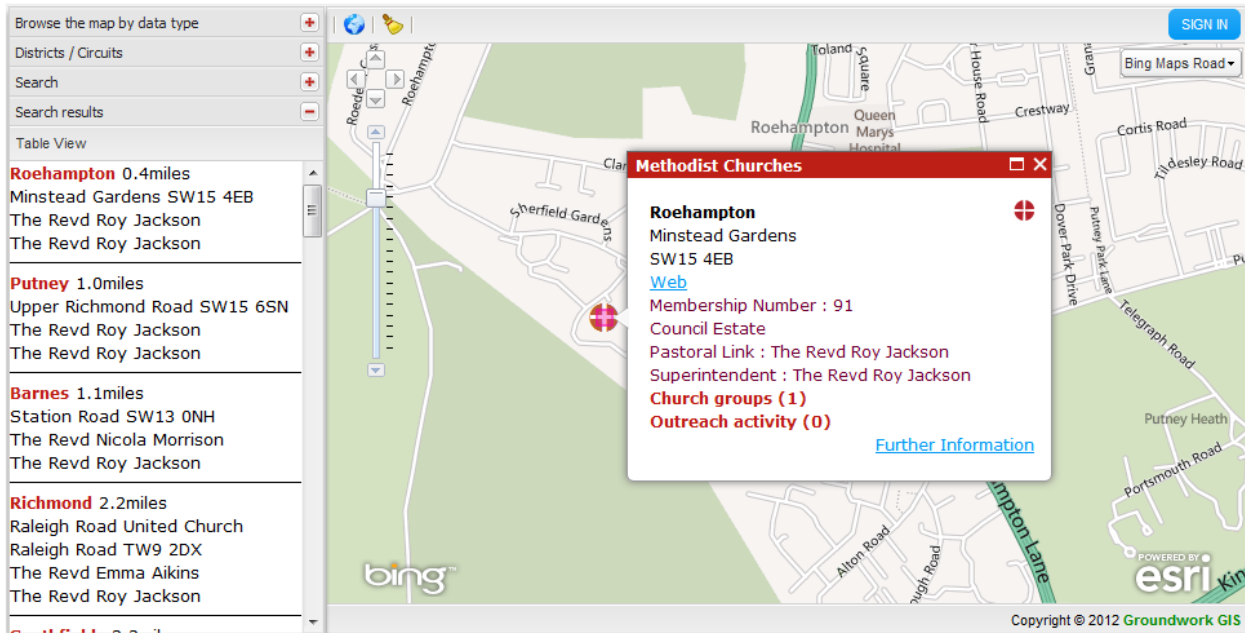 Browse the map by data type
Districts / Circuits
Search
Search results
Table View
Roehampton 0.4miles
Minstead Gardens SW15 4EB
The Revd Roy Jackson
The Revd Roy Jackson
Putney 1.0miles
Upper Richmond Road SW15 6SN
The Revd Roy Jackson
The Revd Roy Jackson
Barnes 1.1miles
Station Road SW13 0NH
The Revd Nicola Morrison
The Revd Roy Jackson
Richmond 2.2miles
Raleigh Road United Church
Raleigh Road TW9 2DX
The Revd Emma Aikins
The Revd Roy Jackson
SIGN IN
Bing Maps Road
Toland Square
House Road
Crestway
Cortis Road
Tildesley Road
Roehampton
Queen
Marys
Hospital
Sherfield Gardens
Methodist Churches
Roehampton
Minstead Gardens
SW15 4EB
Web
Membership Number : 91
Council Estate
Pastoral Link : The Revd Roy Jackson
Superintendent : The Revd Roy Jackson
Church groups (1)
Outreach activity (0)
Further Information
Dover Park Drive
Putney Park Lane
Telegraph Road
Putney Heath
Portsmouth Road
Alton Road
Lane
bing
POWERED BY
esri
Copyright © 2012 Groundwork GIS